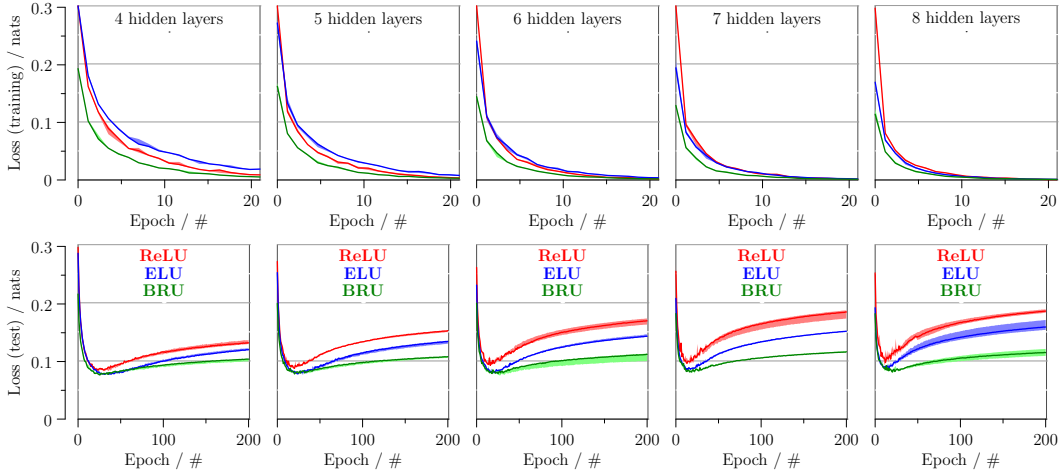 4 hidden layers
5 hidden layers
6 hidden layers
7 hidden layers
8 hidden layers
Loss (training) / nats
0.3
0.2
0.1
0
0 10 20
0 10 20
0 10 20
0 10 20
0 10 20
Epoch / #
Epoch / #
Epoch / #
Epoch / #
Epoch / #
Loss (test) / nats
0.3
0.2
0.1
0
ReLU
ELU
BRU
ReLU
ELU
BRU
ReLU
ELU
BRU
ReLU
ELU
BRU
ReLU
ELU
BRU
0 100 200
0 100 200
0 100 200
0 100 200
0 100 200
Epoch / #
Epoch / #
Epoch / #
Epoch / #
Epoch / #